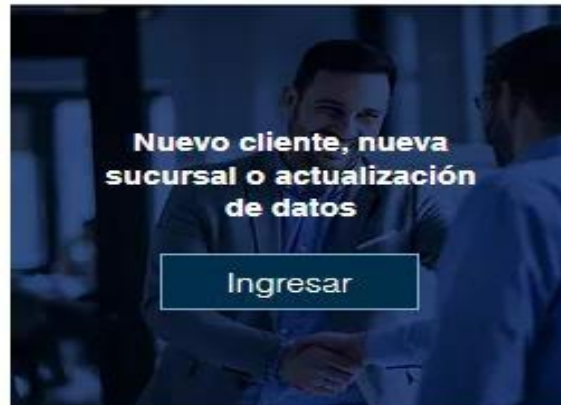 Nuevo cliente, nueva
sucursal o actualización
de datos
Ingresar